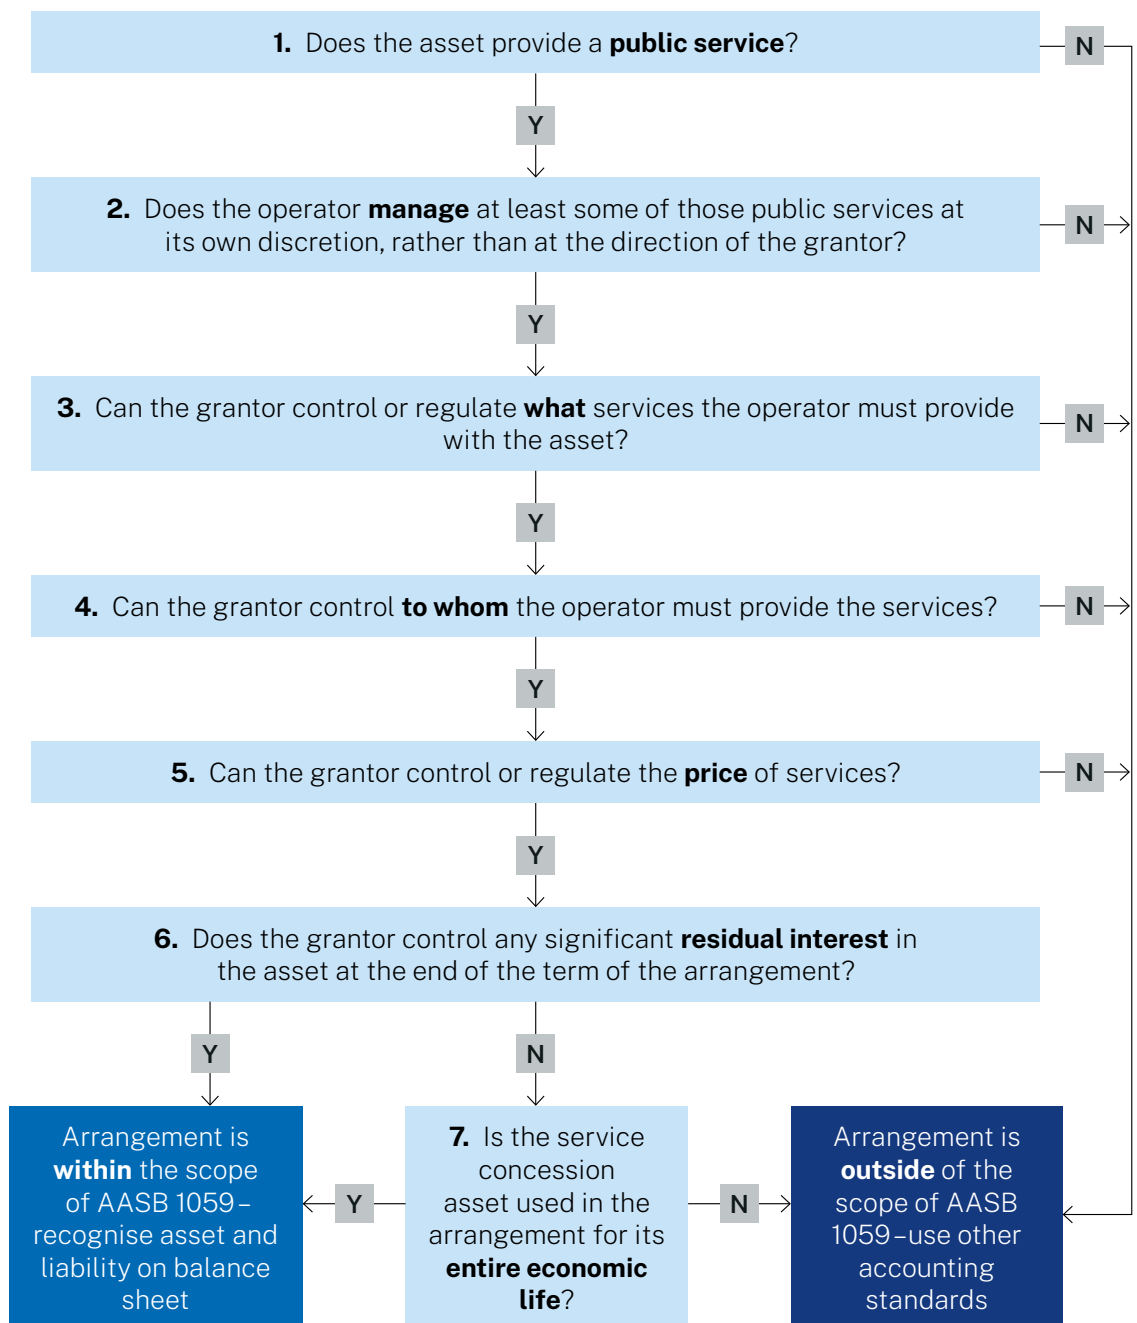 1. Does the asset provide a public service?
N
Y
2. Does the operator manage at least some of those public services at
its own discretion, rather than at the direction of the grantor?
N
Y
3. Can the grantor control or regulate what services the operator must provide
with the asset?
N
Y
4. Can the grantor control to whom the operator must provide the services?
N
Y
5. Can the grantor control or regulate the price of services?
N
Y
6. Does the grantor control any significant residual interest in
the asset at the end of the term of the arrangement?
Y
N
Arrangement is
within the scope
of AASB 1059–
recognise asset and
liability on balance
sheet
Y
7. Is the service
concession
asset used in the
arrangement for its
entire economic
life?
N
Arrangement is
outside of the
scope of AASB
1059–use other
accounting
standards